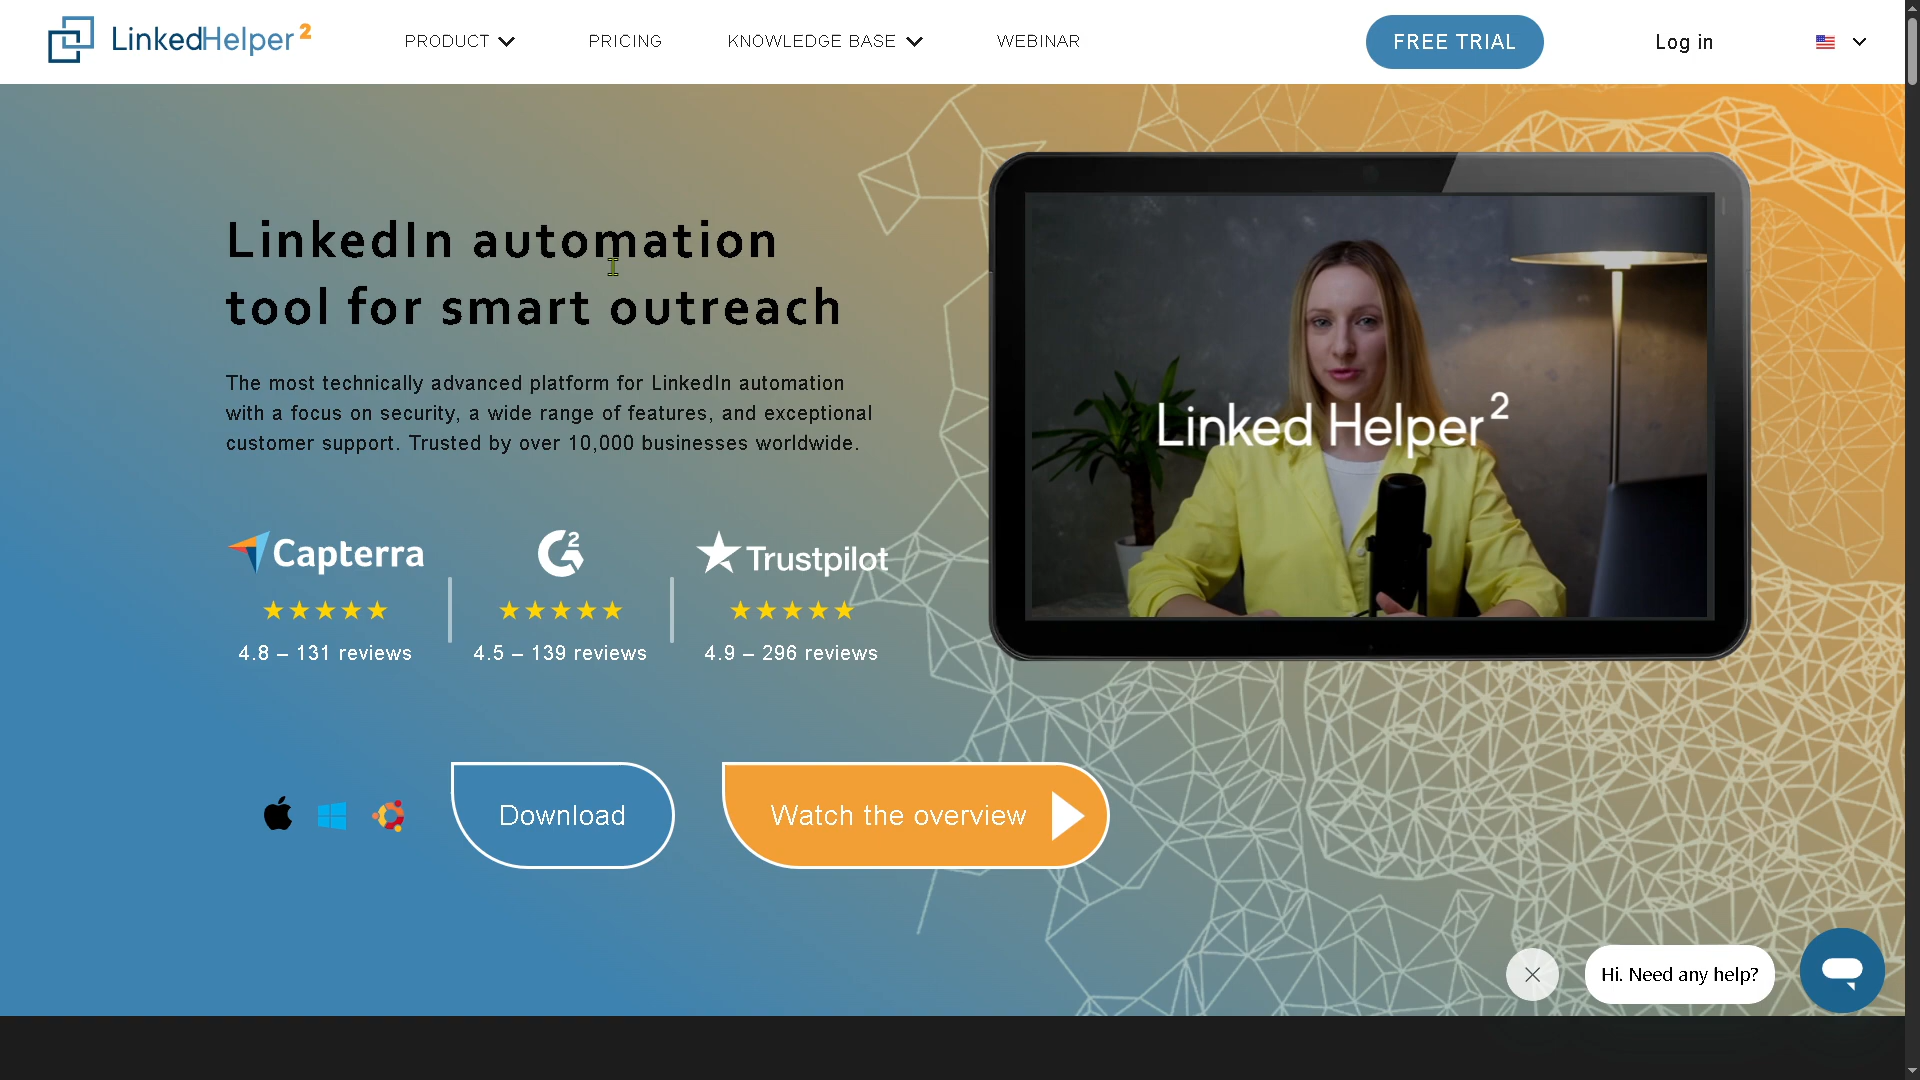 LinkedHelper 2
PRODUCT
PRICING
KNOWLEDGE BASE
WEBINAR
FREE TRIAL
Log in
LinkedIn automation
tool for smart outreach
The most technically advanced platform for LinkedIn automation
with a focus on security, a wide range of features, and exceptional
customer support. Trusted by over 10,000 businesses worldwide.
Linked Helper 2
Capterra
G2
Trustpilot
4.8 – 131 reviews
4.5 – 139 reviews
4.9 – 296 reviews
Download
Watch the overview
Hi. Need any help?